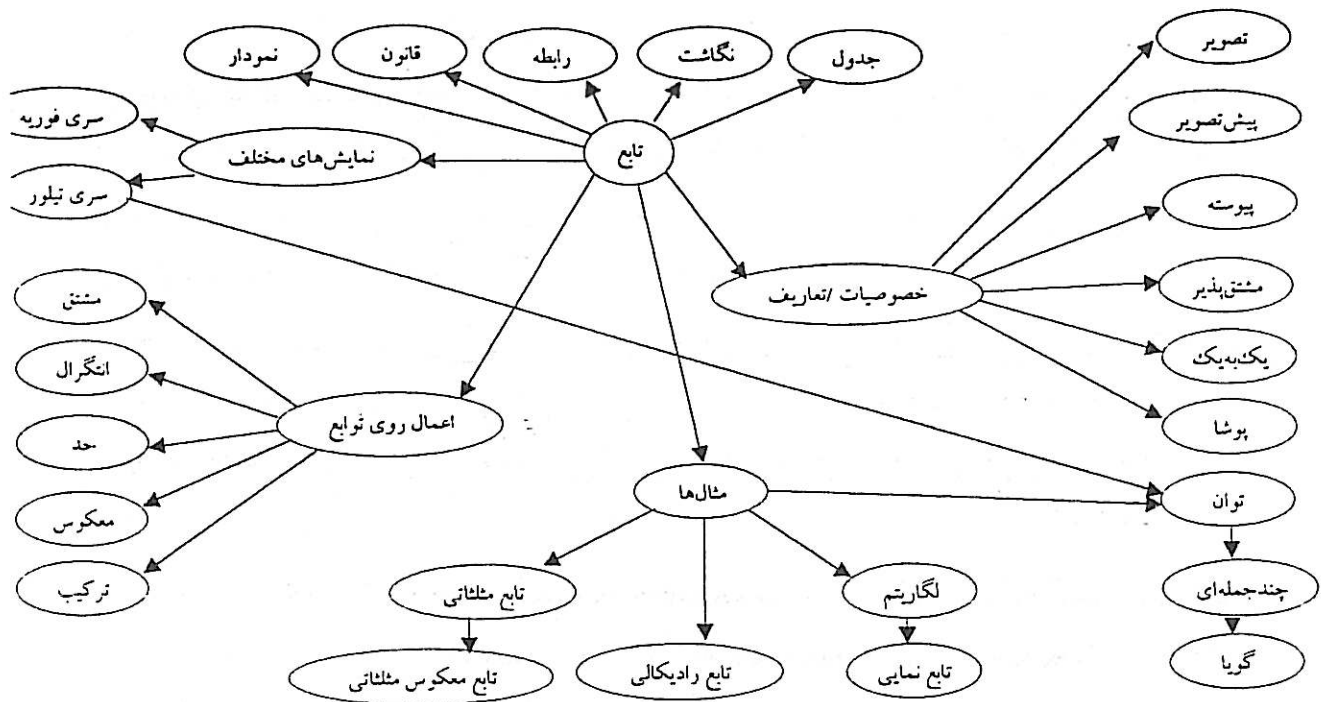 تصویر
جدول
نگاشت
رابطه
قانون
نمودار
پیش‌تصویر
سری فوریه
تابع
نمایش‌های مختلف
سری تیلور
پیوسته
خصوصیات /تعاریف
مشتق‌پذیر
مشتق
یک‌به‌یک
انتگرال
اعمال روی توابع
پوشا
حد
مثال‌ها
توان
معکوس
ترکیب
تابع مثلثاتی
لگاریتم
چندجمله‌ای
تابع معکوس مثلثاتی
تابع رادیکالی
تابع نمایی
گویا